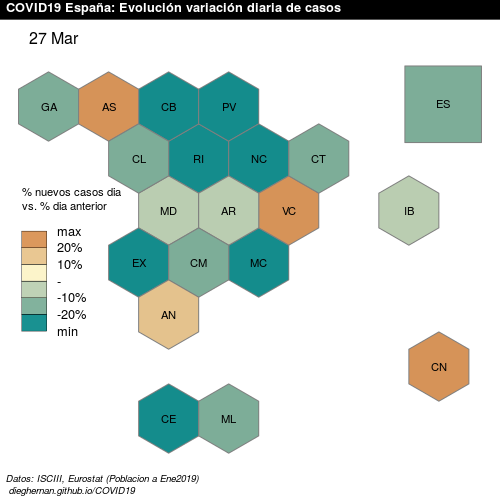 COVID19 España: Evolución variación diaria de casos
27 Mar
GA AS CB PV ES
CL RI NC CT
% nuevos casos dia
vs. % dia anterior
MD AR VC IB
max
20%
10%
-
-10%
-20%
min
EX CM MC
AN
CN
CE ML
Datos: ISCIII, Eurostat (Poblacion a Ene2019)
dieghernan.github.io/COVID19